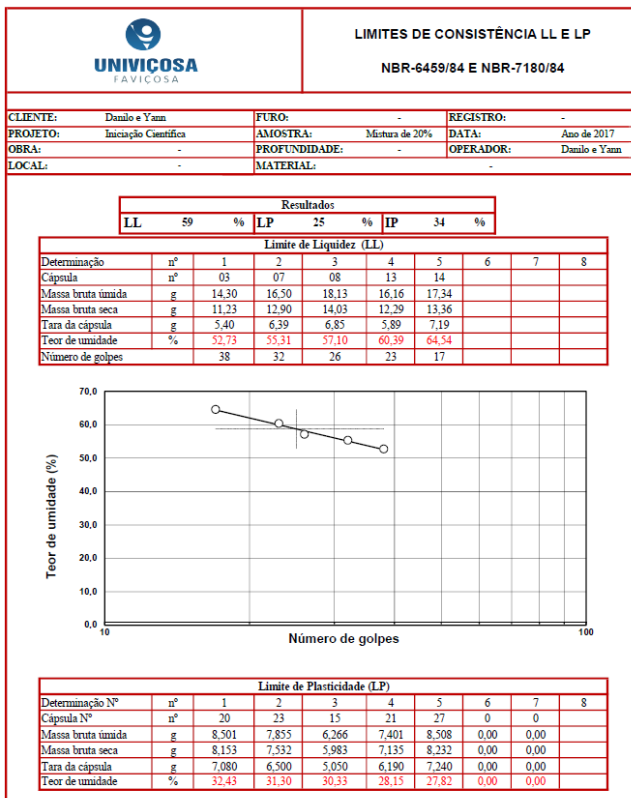 UNIVIÇOSA
FAVIÇOSA
LIMITES DE CONSISTÊNCIA LL E LP
NBR-6459/84 E NBR-7180/84
CLIENTE: Danilo e Yann FURO: - REGISTRO: -
PROJETO: Iniciação Científica AMOSTRA: Mistura de 20% DATA: Ano de 2017
OBRA: - PROFUNDIDADE: - OPERADOR: Danilo e Yann
LOCAL: - MATERIAL: -
Resultados
LL 59 % LP 25 % IP 34 %
Limite de Liquidez (LL)
Determinação nº 1 2 3 4 5 6 7 8
Cápsula nº 03 07 08 13 14
Massa bruta úmida g 14,30 16,50 18,13 16,16 17,34
Massa bruta seca g 11,23 12,90 14,03 12,29 13,36
Tara da cápsula g 5,40 6,39 6,85 5,89 7,19
Teor de umidade % 52,73 55,31 57,10 60,39 64,54
Número de golpes 38 32 26 23 17
70,0
60,0
50,0
40,0
30,0
20,0
10,0
0,0
Teor de umidade (%)
10 100
Número de golpes
Limite de Plasticidade (LP)
Determinação Nº nº 1 2 3 4 5 6 7 8
Cápsula Nº nº 20 23 15 21 27 0 0
Massa bruta úmida g 8,501 7,855 6,266 7,401 8,508 0,00 0,00
Massa bruta seca g 8,153 7,532 5,983 7,135 8,232 0,00 0,00
Tara da cápsula g 7,080 6,500 5,050 6,190 7,240 0,00 0,00
Teor de umidade % 32,43 31,30 30,33 28,15 27,82 0,00 0,00